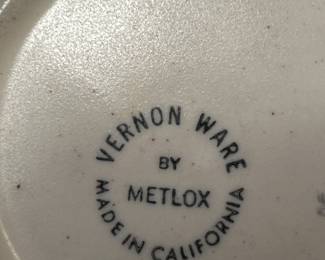 VERNON WARE
BY
METLOX
MADE IN CALIFORNIA